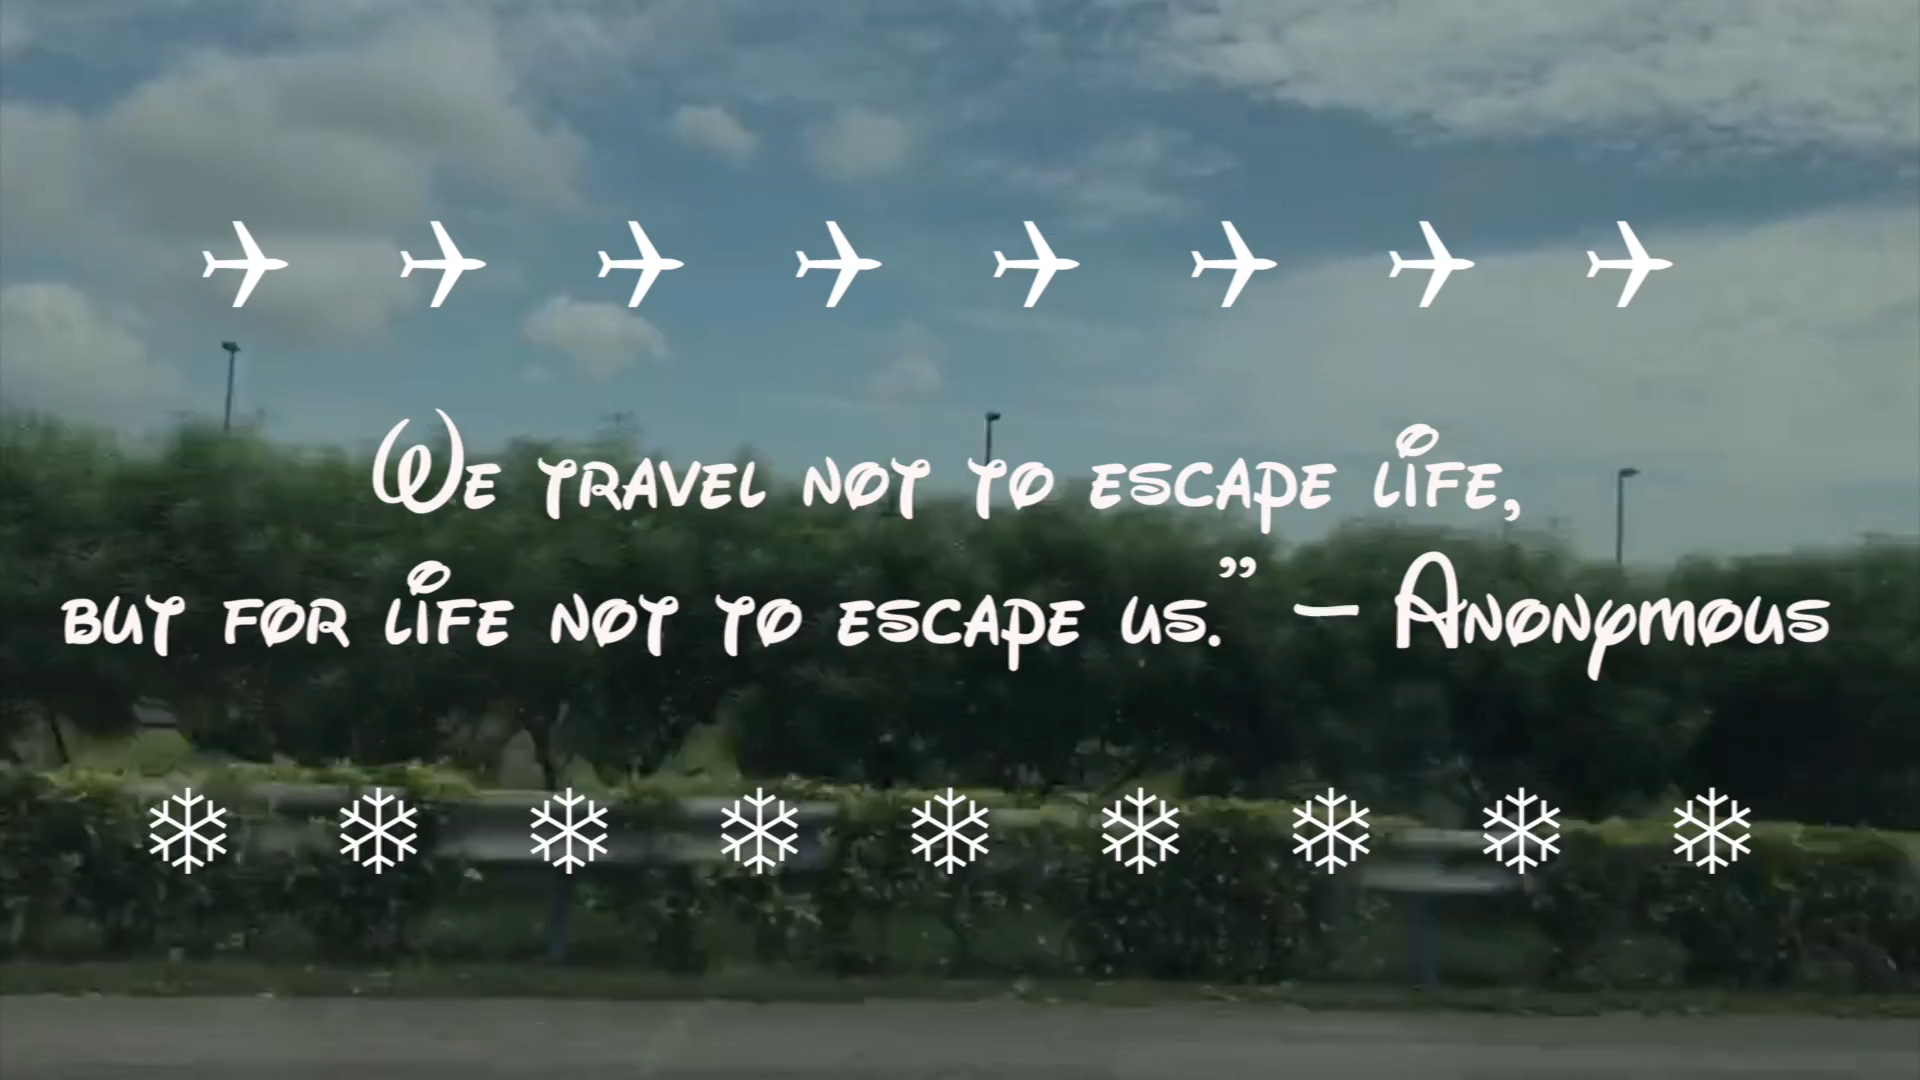 ✈ ✈ ✈ ✈ ✈ ✈ ✈ ✈
We travel not to escape life,
but for life not to escape us.” – Anonymous
❄ ❄ ❄ ❄ ❄ ❄ ❄ ❄ ❄